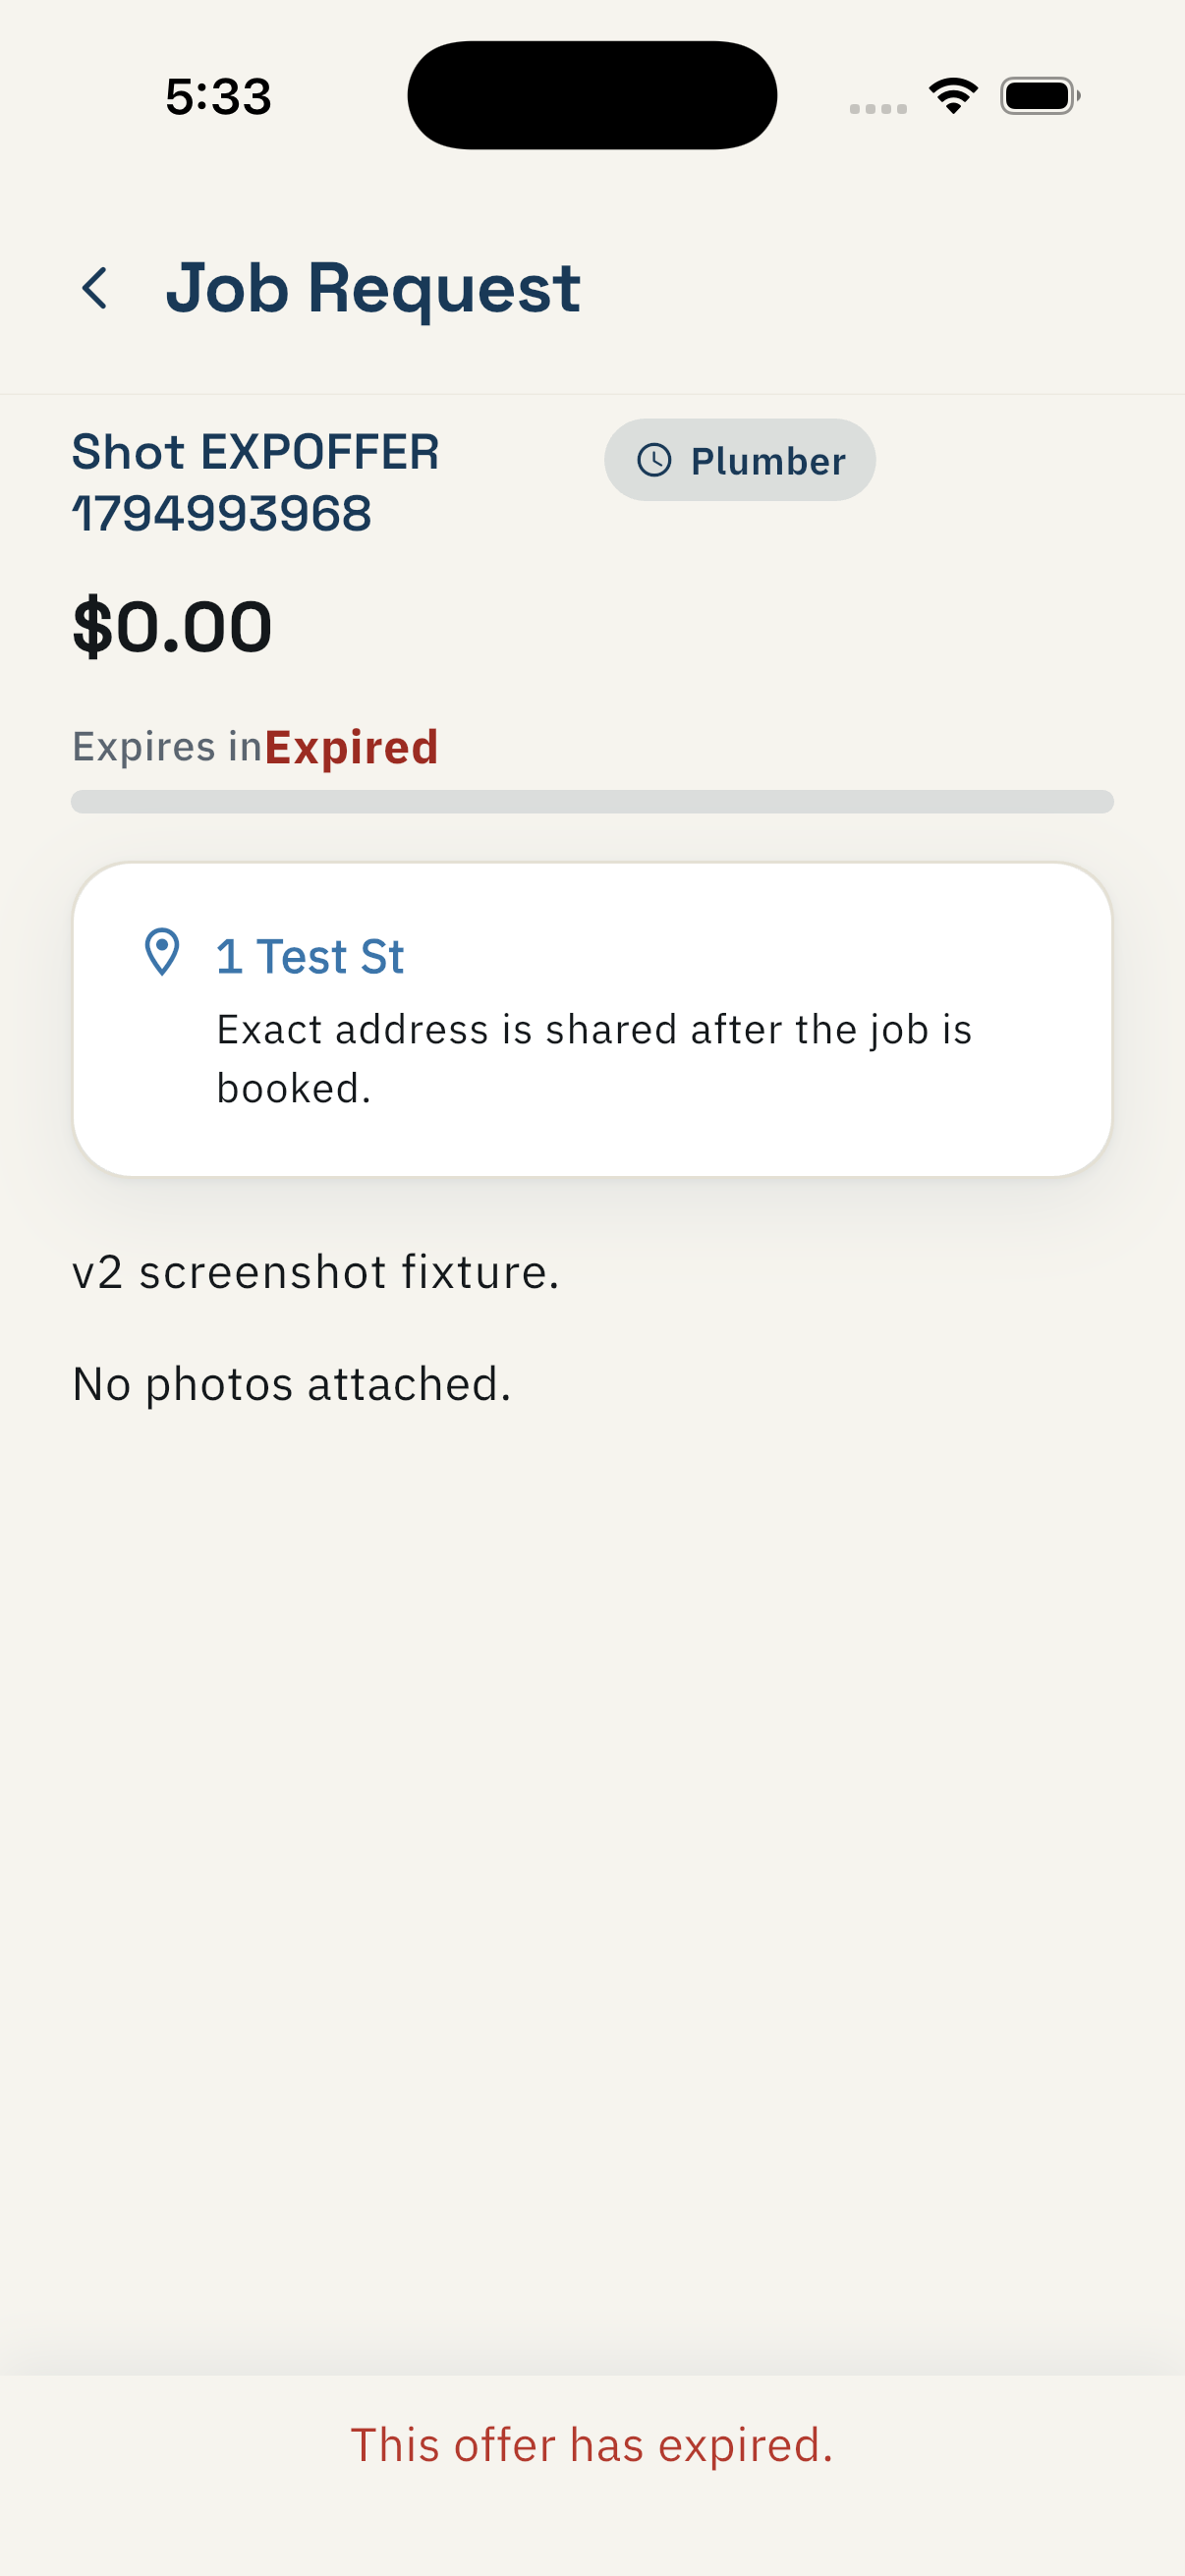 5:33
Job Request
Shot EXPOFFER
1794993968
Plumber
$0.00
Expires inExpired
1 Test St
Exact address is shared after the job is
booked.
v2 screenshot fixture.
No photos attached.
This offer has expired.